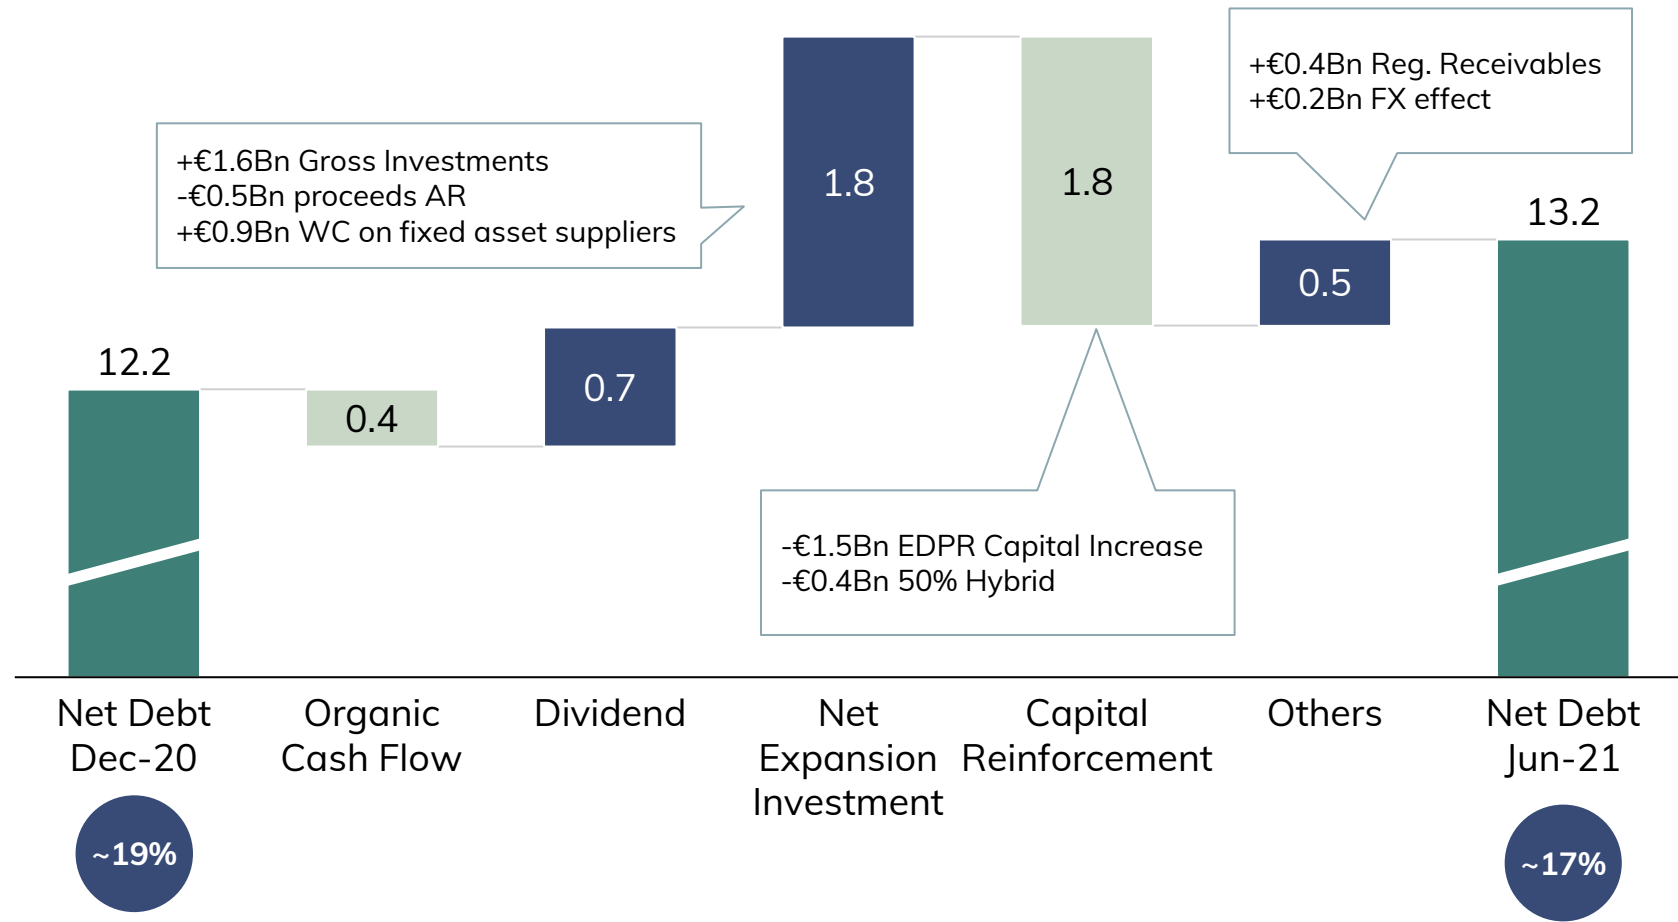 +€0.4Bn Reg. Receivables
+€0.2Bn FX effect
+€1.6Bn Gross Investments
-€0.5Bn proceeds AR
+€0.9Bn WC on fixed asset suppliers
12.2
0.4
0.7
1.8
1.8
0.5
13.2
-€1.5Bn EDPR Capital Increase
-€0.4Bn 50% Hybrid
Net Debt
Dec-20
Organic
Cash Flow
Dividend
Net
Expansion
Investment
Capital
Reinforcement
Others
Net Debt
Jun-21
~19%
~17%